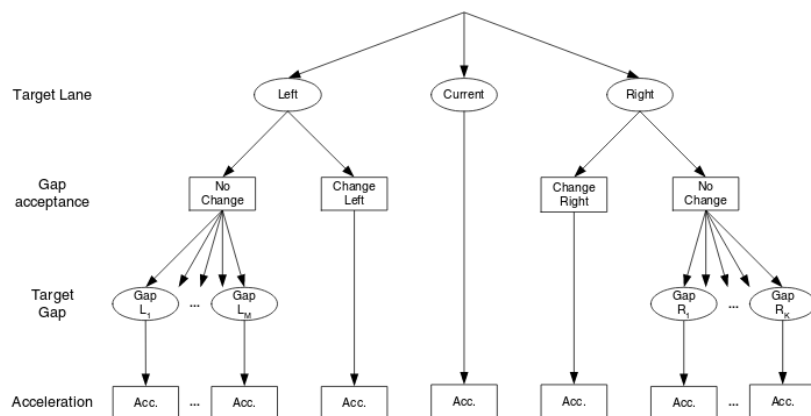 Target Lane
Left
Current
Right
Gap
acceptance
No
Change
Change
Left
Change
Right
No
Change
Target
Gap
Gap
L1
...
Gap
LM
Gap
R1
...
Gap
RK
Acceleration
Acc.
...
Acc.
Acc.
Acc.
Acc.
Acc.
...
Acc.